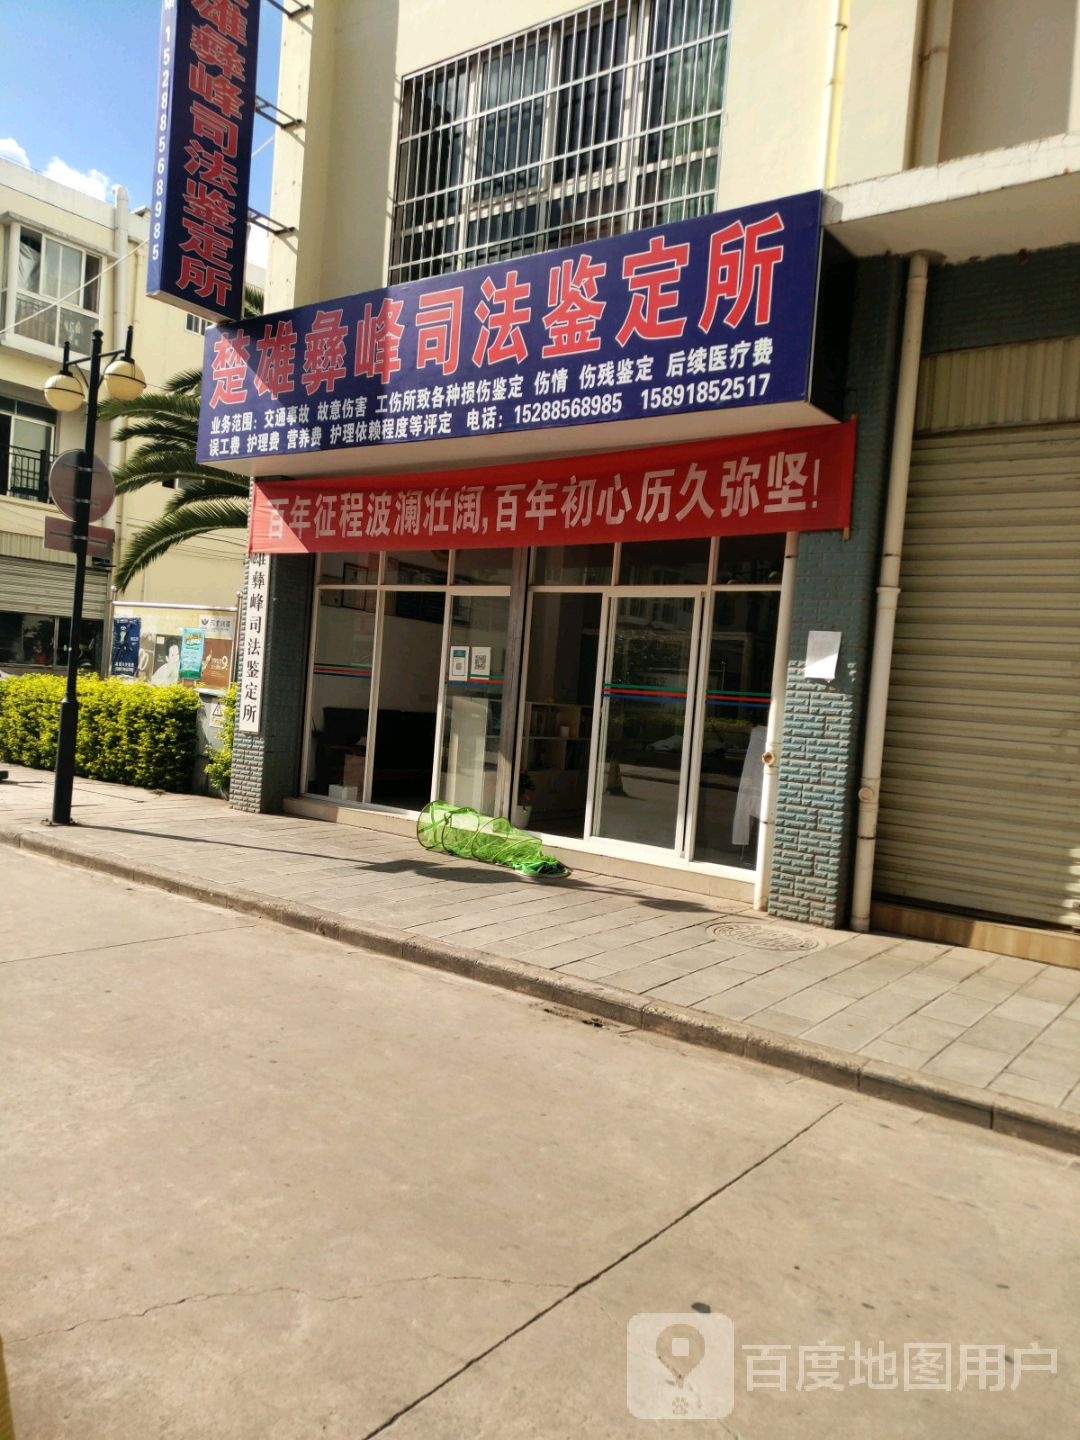 雄彝峰司法鉴定所
15288568985
楚雄彝峰司法鉴定所
业务范围：交通事故 故意伤害 工伤所致各种损伤鉴定 伤情 伤残鉴定 后续医疗费
误工费 护理费 营养费 护理依赖程度等评定 电话：15288568985 15891852517
百年征程波澜壮阔,百年初心历久弥坚!
雄彝峰司法鉴定所
百度地图用户